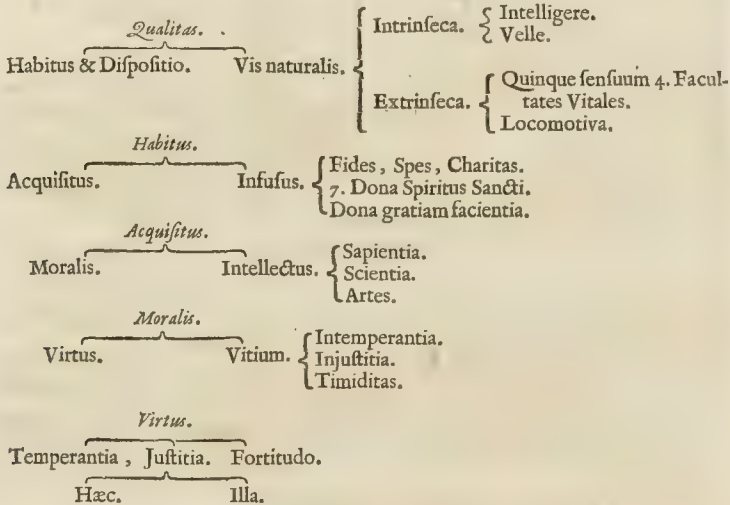 Qualitas.
Habitus & Diſpoſitio. Vis naturalis.
Intrinſeca.
Intelligere.
Velle.
Extrinſeca.
Quinque ſenſuum 4. Facul-
tates Vitales.
Locomotiva.
Habitus.
Acquiſitus. Infuſus.
Fides, Spes, Charitas.
7. Dona Spiritus Sancti.
Dona gratiam facientia.
Acquiſitus.
Moralis. Intellectus.
Sapientia.
Scientia.
Artes.
Moralis.
Virtus. Vitium.
Intemperantia.
Injuſtitia.
Timiditas.
Virtus.
Temperantia, Juſtitia. Fortitudo.
Hæc. Illa.